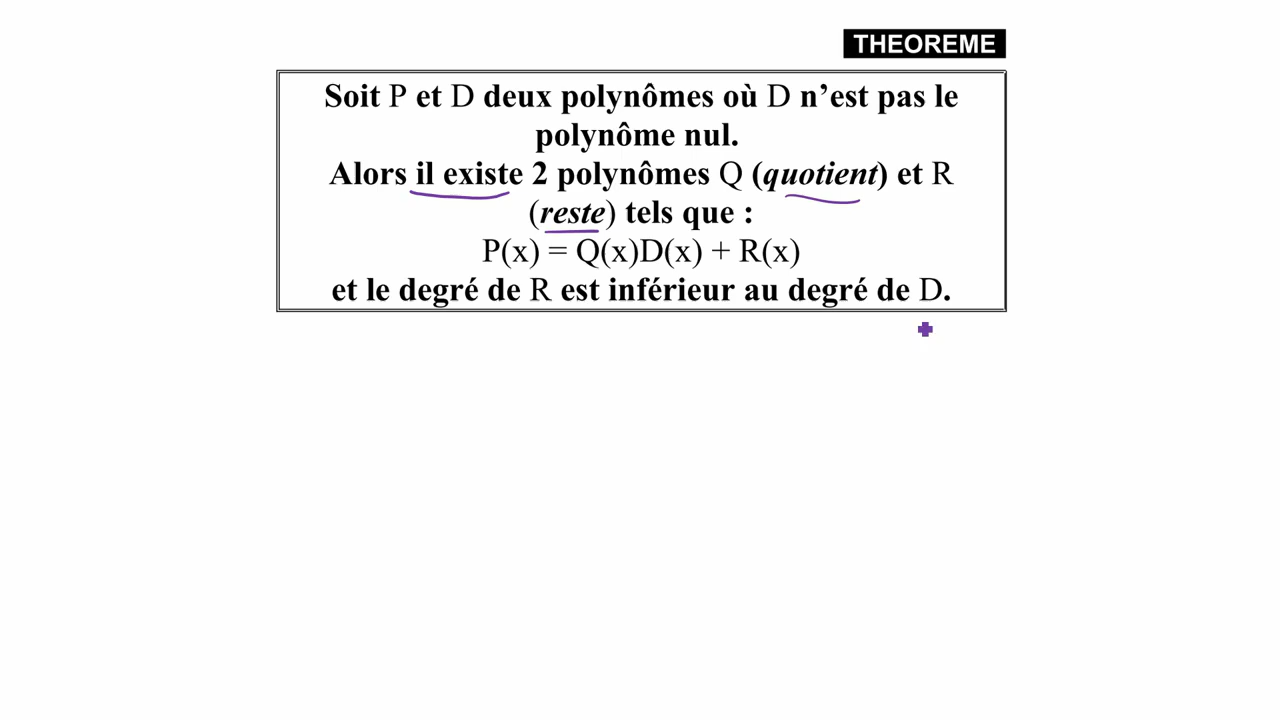 THEOREME
Soit P et D deux polynômes où D n’est pas le
polynôme nul.
Alors il existe 2 polynômes Q (quotient) et R
(reste) tels que :
P(x) = Q(x)D(x) + R(x)
et le degré de R est inférieur au degré de D.